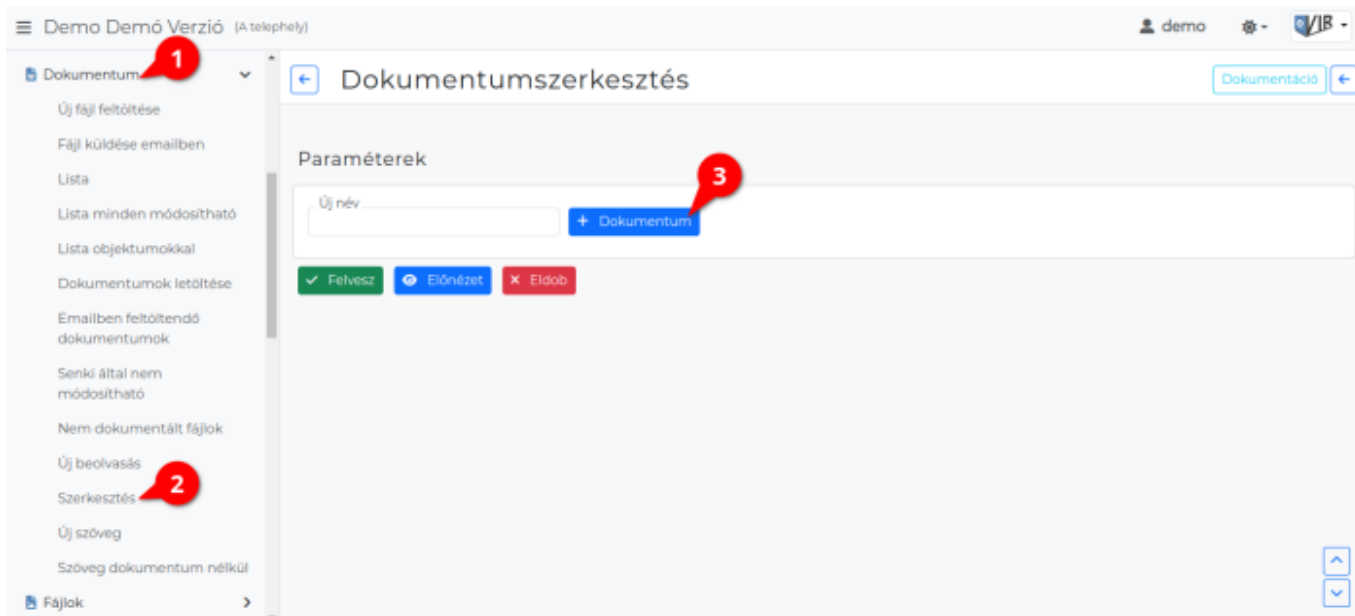 Demo Demó Verzió (A telephely)
demo
VIR
1
Dokumentum
Új fájl feltöltése
Fájl küldése emailben
Lista
Lista minden módosítható
Lista objektumokkal
Dokumentumok letöltése
Emailben feltöltendő
dokumentumok
Senki által nem
módosítható
Nem dokumentált fájlok
Új beolvasás
2
Szerkesztés
Új szöveg
Szöveg dokumentum nélkül
Fájlok
Dokumentumszerkesztés
Dokumentáció
Paraméterek
3
Új név
+ Dokumentum
Felvesz
Előnézet
Eldob